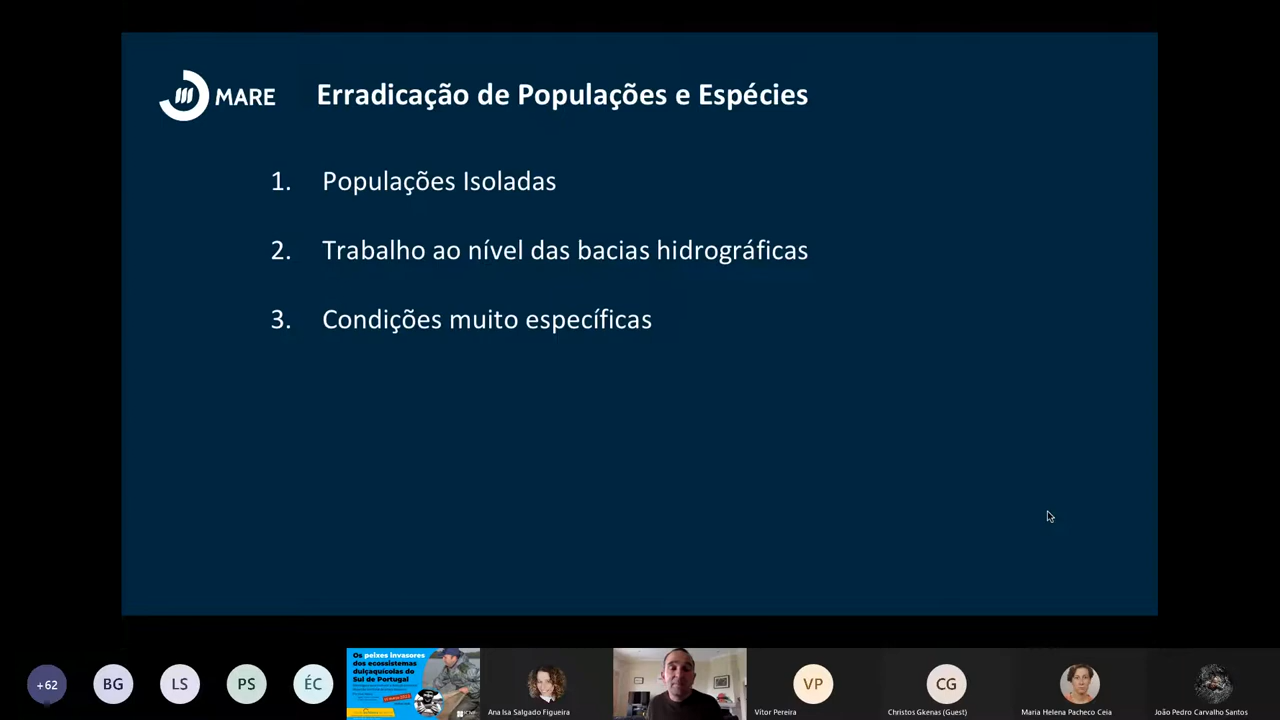 MARE
Erradicação de Populações e Espécies
1. Populações Isoladas
2. Trabalho ao nível das bacias hidrográficas
3. Condições muito específicas
+62
BG
LS
PS
ÉC
Os peixes invasores
dos ecossistemas
dulçaquícolas do
Sul de Portugal
Ana Isa Salgado Figueira
VP
Vítor Pereira
CG
Christos Gkenas (Guest)
Maria Helena Pacheco Ceia
João Pedro Carvalho Santos